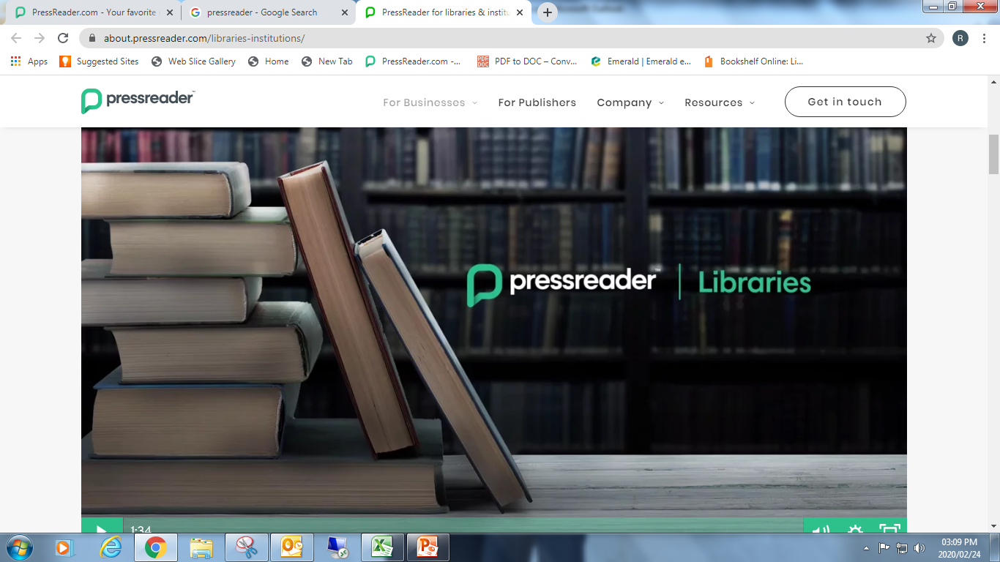 PressReader.com - Your favorite
pressreader - Google Search
PressReader for libraries & institu
about.pressreader.com/libraries-institutions/
R
Apps
Suggested Sites
Web Slice Gallery
Home
New Tab
PressReader.com -...
PDF to DOC – Conv...
Emerald | Emerald e...
Bookshelf Online: Li...
pressreader™
For Businesses
For Publishers
Company
Resources
Get in touch
pressreader™ | Libraries
1:34
03:09 PM
2020/02/24